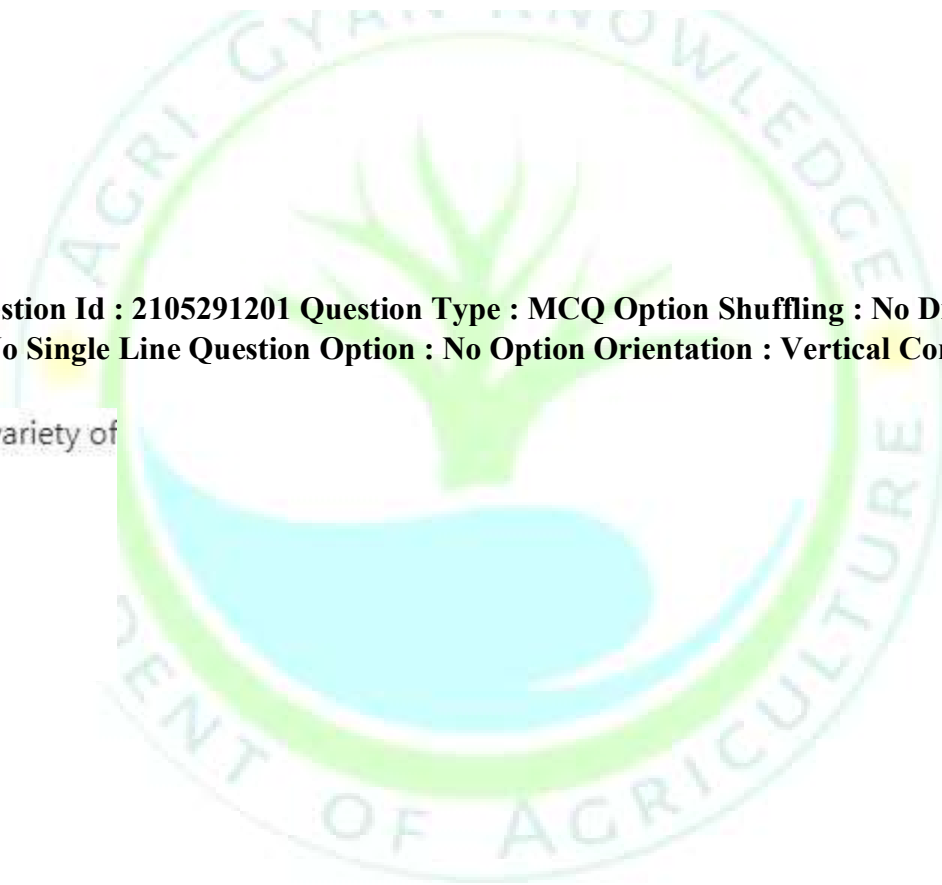 AGRI GYAN KNOWLEDGE
stion Id : 2105291201 Question Type : MCQ Option Shuffling : No D
o Single Line Question Option : No Option Orientation : Vertical Co
ariety of
OF AGRICULTURE